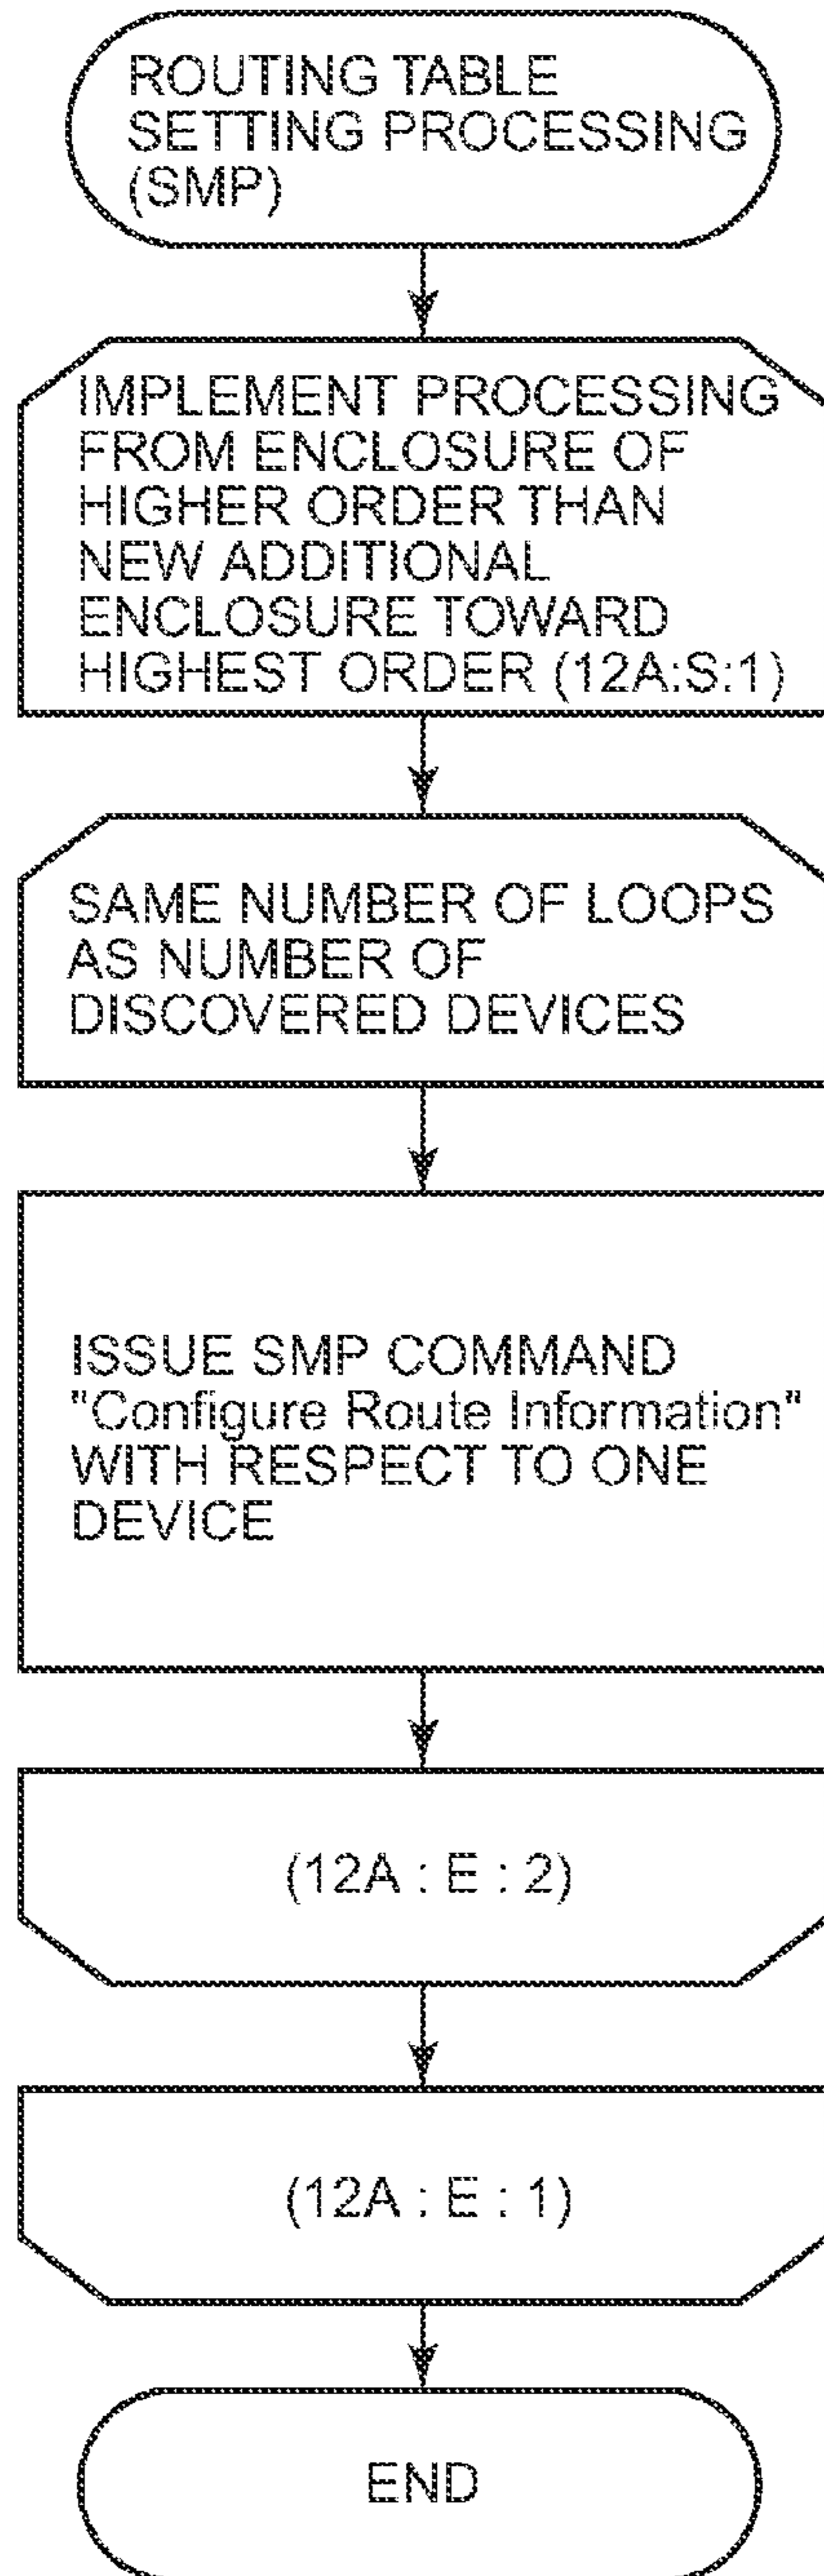 ROUTING TABLE
SETTING PROCESSING
(SMP)
IMPLEMENT PROCESSING
FROM ENCLOSURE OF
HIGHER ORDER THAN
NEW ADDITIONAL
ENCLOSURE TOWARD
HIGHEST ORDER (12A:S:1)
SAME NUMBER OF LOOPS
AS NUMBER OF
DISCOVERED DEVICES
ISSUE SMP COMMAND
"Configure Route Information"
WITH RESPECT TO ONE
DEVICE
(12A : E : 2)
(12A : E : 1)
END